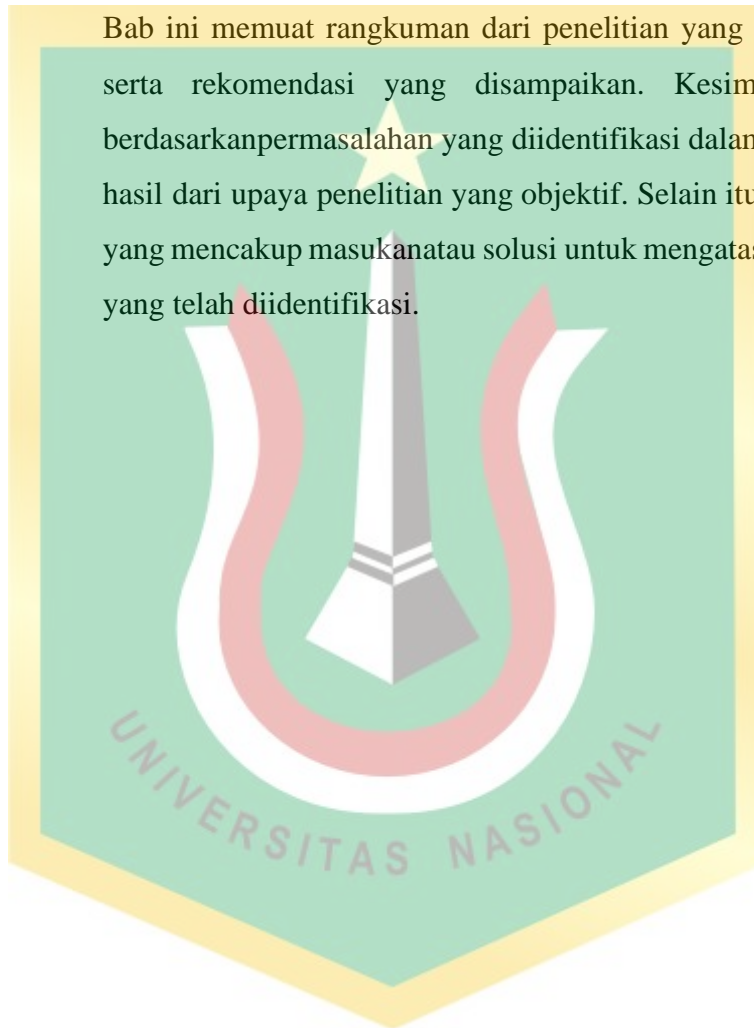 Bab ini memuat rangkuman dari penelitian yang
serta rekomendasi yang disampaikan. Kesim
berdasarkanpermasalahan yang diidentifikasi dalam
hasil dari upaya penelitian yang objektif. Selain itu
yang mencakup masukanatau solusi untuk mengatas
yang telah diidentifikasi.
UNIVERSITAS NASIONAL